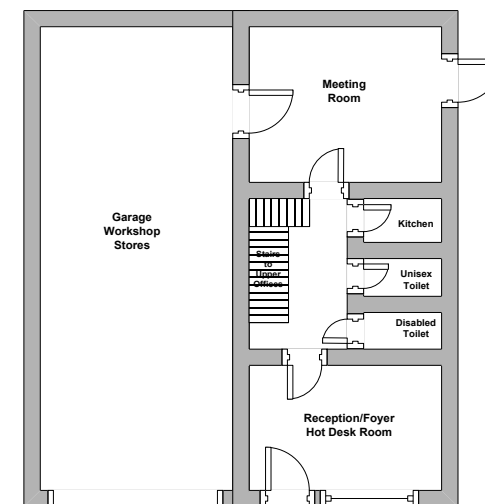 Meeting
Room
Garage
Workshop
Stores
Kitchen
Stairs
to
Upper
Offices
Unisex
Toilet
Disabled
Toilet
Reception/Foyer
Hot Desk Room